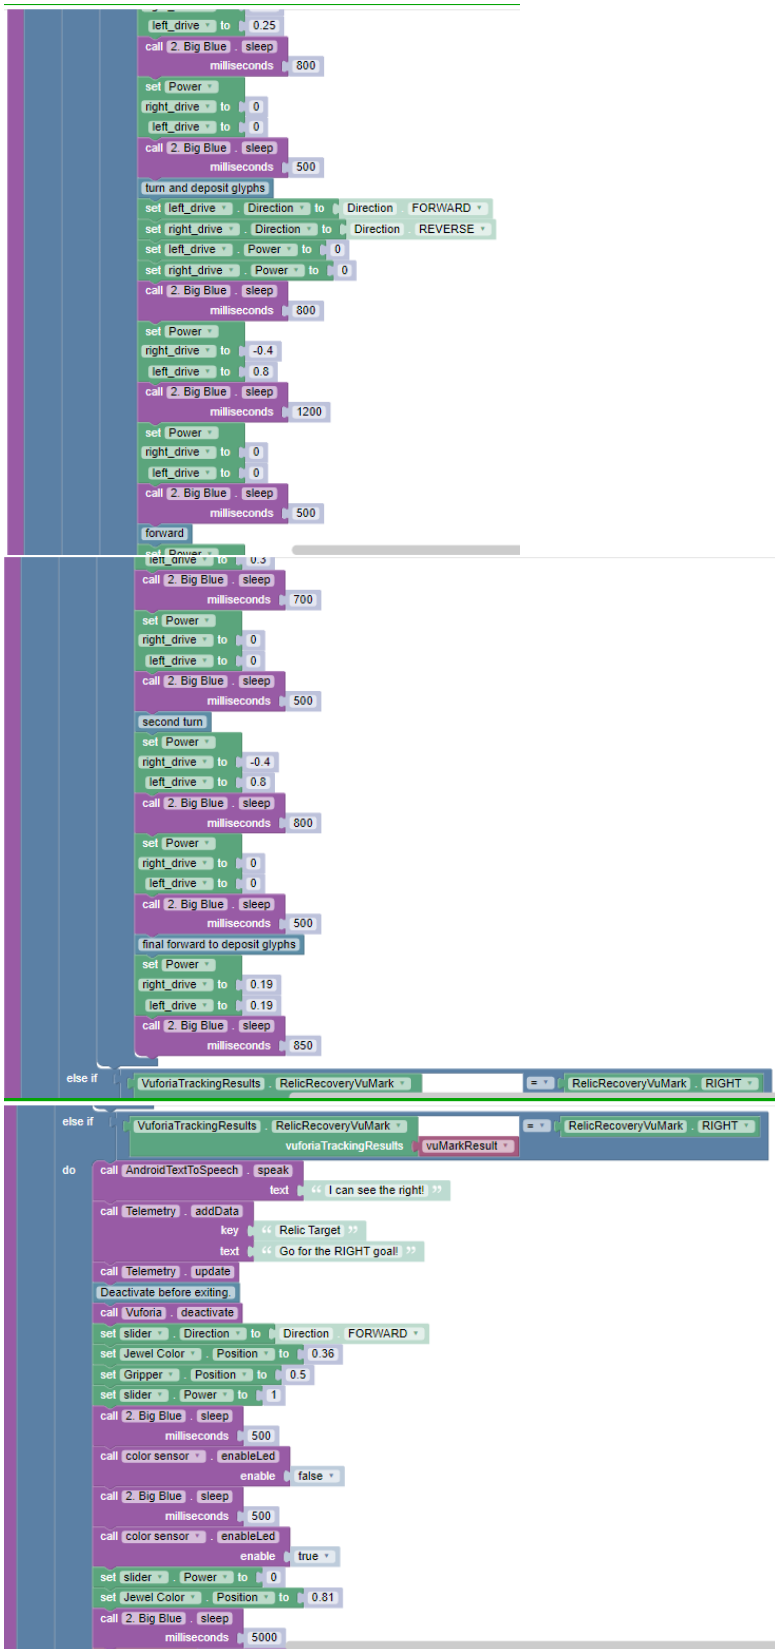 left_drive to 0.25
call 2. Big Blue . sleep
milliseconds 800
set Power
right_drive to 0
left_drive to 0
call 2. Big Blue . sleep
milliseconds 500
turn and deposit glyphs
set left_drive . Direction to Direction . FORWARD
set right_drive . Direction to Direction . REVERSE
set left_drive . Power to 0
set right_drive . Power to 0
call 2. Big Blue . sleep
milliseconds 800
set Power
right_drive to -0.4
left_drive to 0.8
call 2. Big Blue . sleep
milliseconds 1200
set Power
right_drive to 0
left_drive to 0
call 2. Big Blue . sleep
milliseconds 500
forward
set Power
left_drive to 0.3
call 2. Big Blue . sleep
milliseconds 700
set Power
right_drive to 0
left_drive to 0
call 2. Big Blue . sleep
milliseconds 500
second turn
set Power
right_drive to -0.4
left_drive to 0.8
call 2. Big Blue . sleep
milliseconds 800
set Power
right_drive to 0
left_drive to 0
call 2. Big Blue . sleep
milliseconds 500
final forward to deposit glyphs
set Power
right_drive to 0.19
left_drive to 0.19
call 2. Big Blue . sleep
milliseconds 850
else if VuforiaTrackingResults . RelicRecoveryVuMark = RelicRecoveryVuMark . RIGHT
else if VuforiaTrackingResults . RelicRecoveryVuMark = RelicRecoveryVuMark . RIGHT
vuforiaTrackingResults vuMarkResult
do call AndroidTextToSpeech . speak
text “ I can see the right! ”
call Telemetry . addData
key “ Relic Target ”
text “ Go for the RIGHT goal! ”
call Telemetry . update
Deactivate before exiting.
call Vuforia . deactivate
set slider . Direction to Direction . FORWARD
set Jewel Color . Position to 0.36
set Gripper . Position to 0.5
set slider . Power to 1
call 2. Big Blue . sleep
milliseconds 500
call color sensor . enableLed
enable false
call 2. Big Blue . sleep
milliseconds 500
call color sensor . enableLed
enable true
set slider . Power to 0
set Jewel Color . Position to 0.81
call 2. Big Blue . sleep
milliseconds 5000